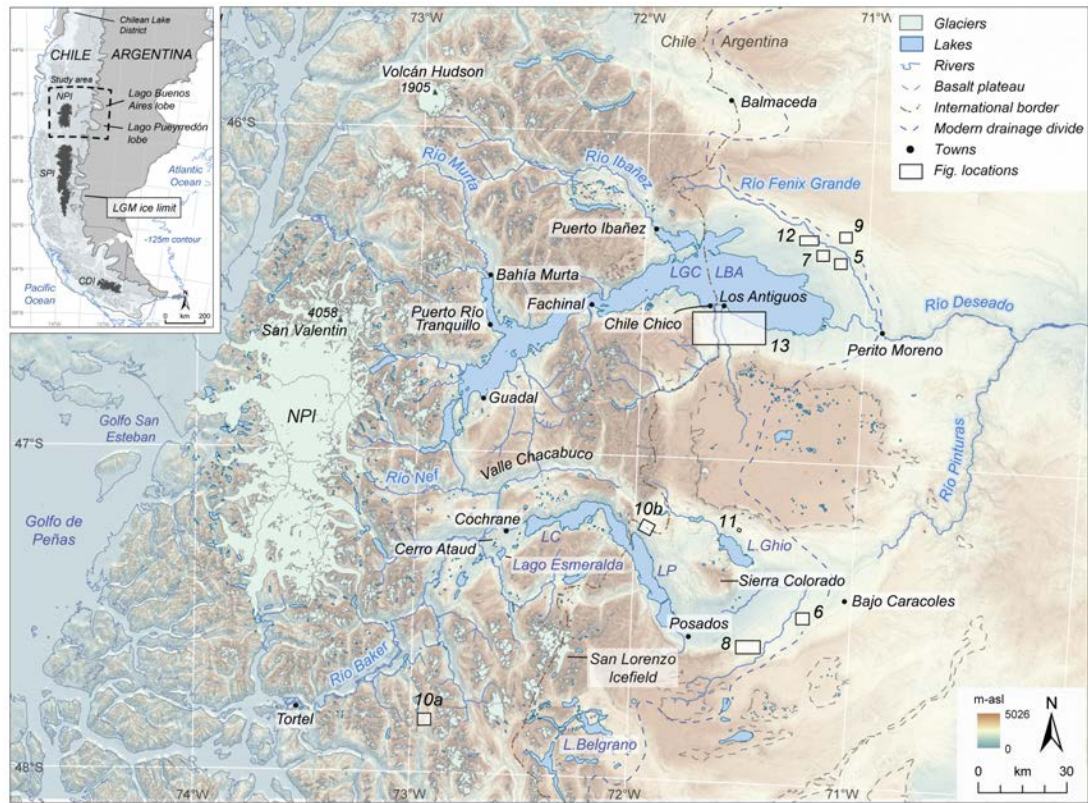 Chilean Lake
District
CHILE
ARGENTINA
Study area
NPI
Lago Buenos
Aires lobe
Lago Pueyrredón
lobe
SPI
Atlantic
Ocean
LGM ice limit
-125m contour
Pacific
Ocean
CDI
N
0 km 200
73°W
72°W
71°W
Chile
Argentina
Volcán Hudson
1905
Balmaceda
46°S
Río Murta
Río Ibañez
Río Fenix Grande
Puerto Ibañez
12
9
7
5
Bahía Murta
LGC
LBA
Fachinal
Los Antiguos
Río Deseado
4058
San Valentin
Puerto Río
Tranquillo
Chile Chico
13
Perito Moreno
Guadal
NPI
Golfo San
Esteban
47°S
Valle Chacabuco
Río Nef
Río Pinturas
Golfo de
Peñas
Cochrane
LC
10b
11
Cerro Ataud
Lago Esmeralda
LP
L.Ghio
Sierra Colorado
Bajo Caracoles
Posados
6
8
Río Baker
San Lorenzo
Icefield
10a
Tortel
L.Belgrano
48°S
74°W
73°W
72°W
71°W
Glaciers
Lakes
Rivers
Basalt plateau
International border
Modern drainage divide
Towns
Fig. locations
m-asl
5026
0
N
0 km 30